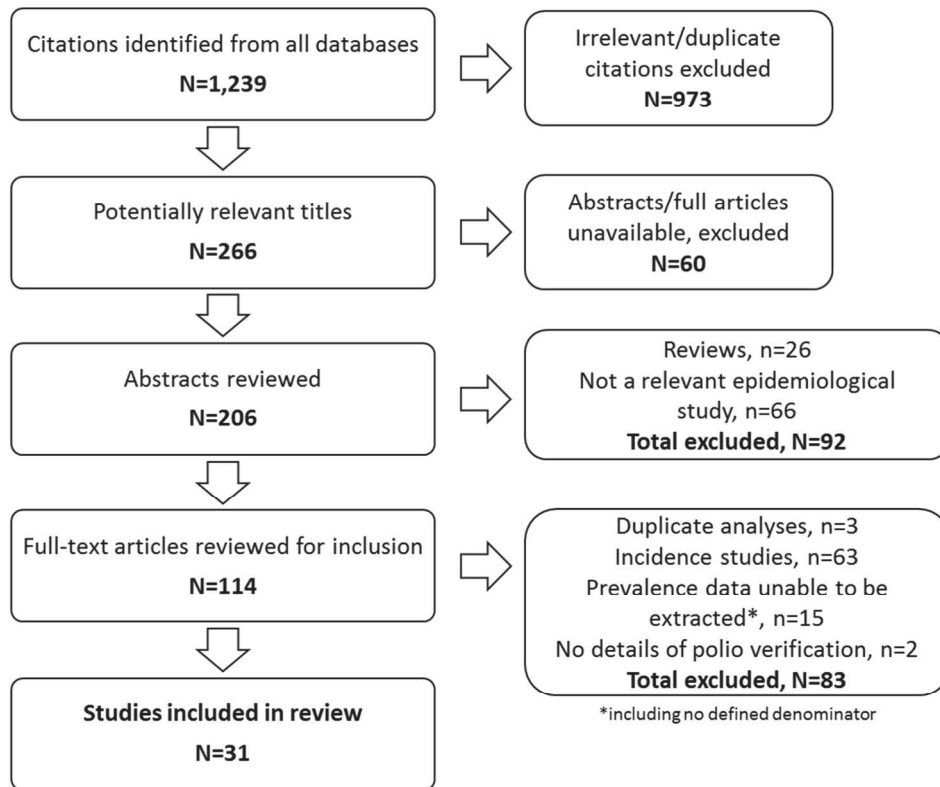 Citations identified from all databases
N=1,239
Irrelevant/duplicate
citations excluded
N=973
Potentially relevant titles
N=266
Abstracts/full articles
unavailable, excluded
N=60
Abstracts reviewed
N=206
Reviews, n=26
Not a relevant epidemiological
study, n=66
Total excluded, N=92
Full-text articles reviewed for inclusion
N=114
Duplicate analyses, n=3
Incidence studies, n=63
Prevalence data unable to be
extracted*, n=15
No details of polio verification, n=2
Total excluded, N=83
*including no defined denominator
Studies included in review
N=31